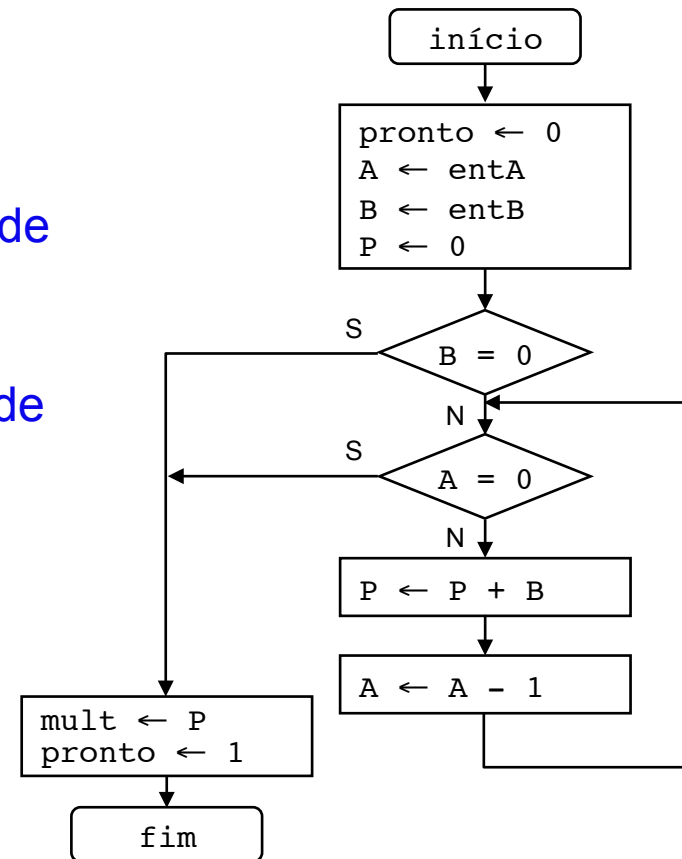 início
pronto ← 0
A ← entA
B ← entB
P ← 0
de
S
B = 0
de
N
S
A = 0
N
P ← P + B
A ← A - 1
mult ← P
pronto ← 1
fim